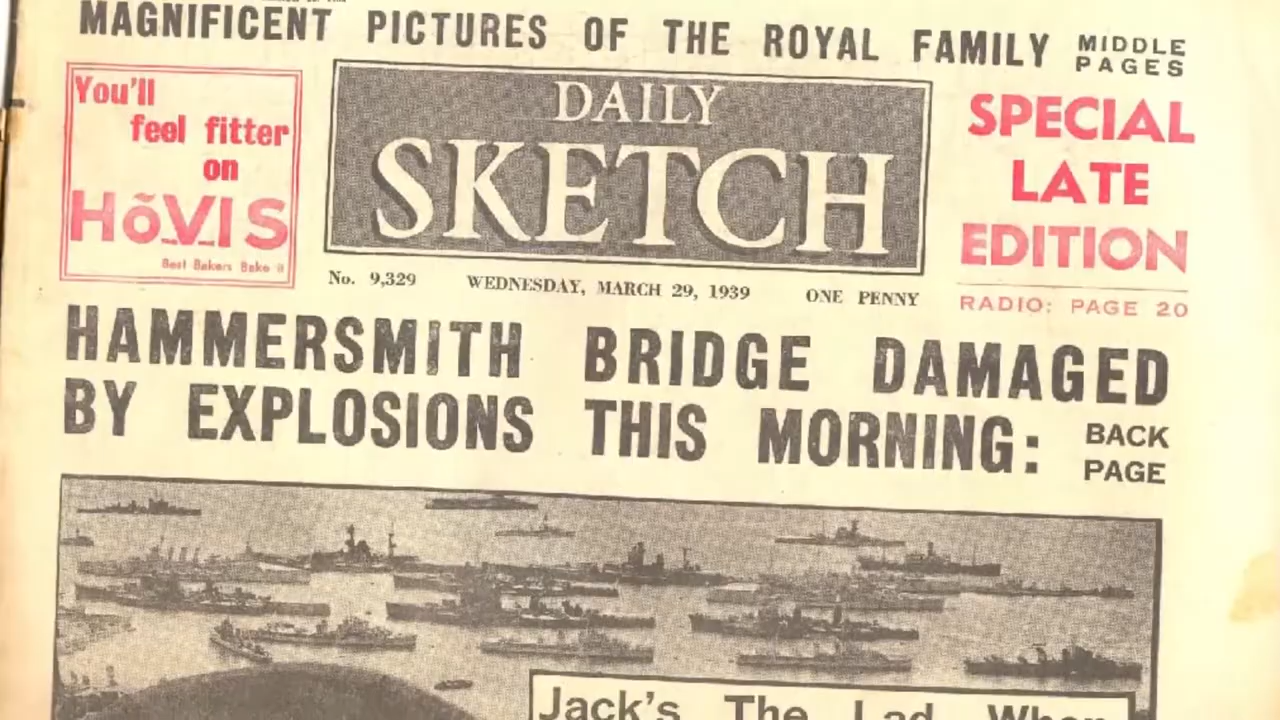 MAGNIFICENT PICTURES OF THE ROYAL FAMILY MIDDLE PAGES
You'll
feel fitter
on
HõVIS
Best Bakers Bake it
DAILY
SKETCH
SPECIAL
LATE
EDITION
RADIO: PAGE 20
No. 9,329 WEDNESDAY, MARCH 29, 1939 ONE PENNY
HAMMERSMITH BRIDGE DAMAGED
BY EXPLOSIONS THIS MORNING: BACK PAGE
Jack's The Lad When